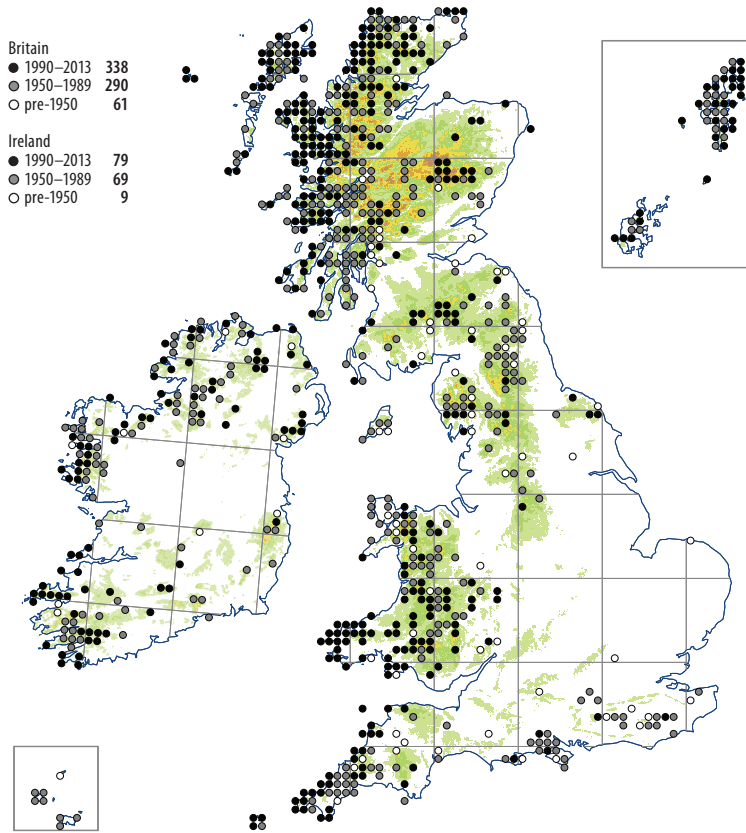 Britain
1990–2013 338
1950–1989 290
pre-1950 61
Ireland
1990–2013 79
1950–1989 69
pre-1950 9